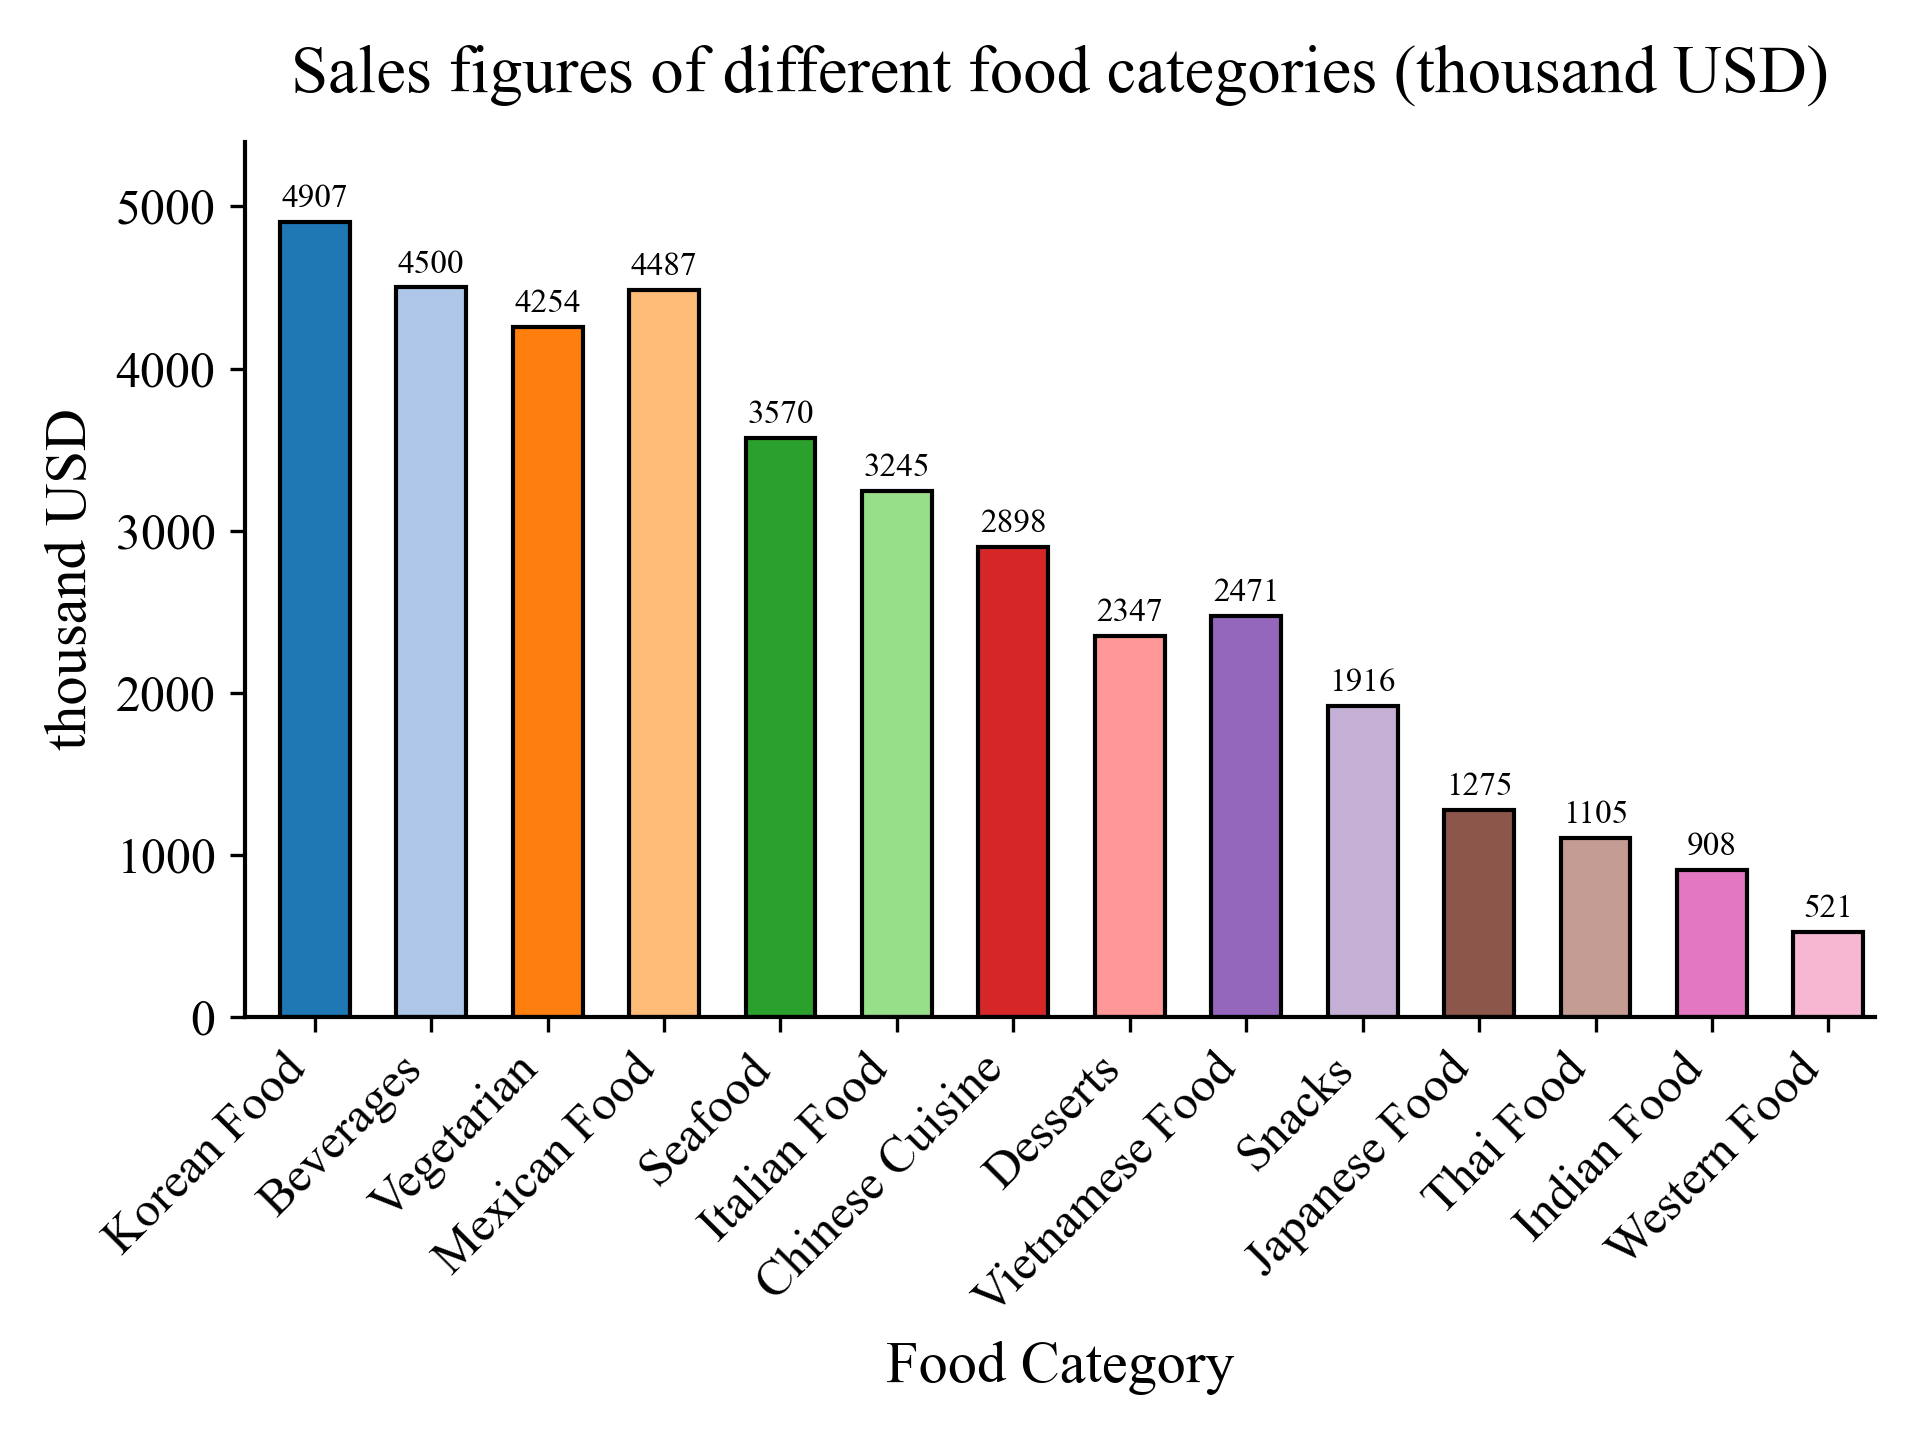 Sales figures of different food categories (thousand USD)
thousand USD
5000
4000
3000
2000
1000
0
4907
4500
4254
4487
3570
3245
2898
2347
2471
1916
1275
1105
908
521
Korean Food
Beverages
Vegetarian
Mexican Food
Seafood
Italian Food
Chinese Cuisine
Desserts
Vietnamese Food
Snacks
Japanese Food
Thai Food
Indian Food
Western Food
Food Category